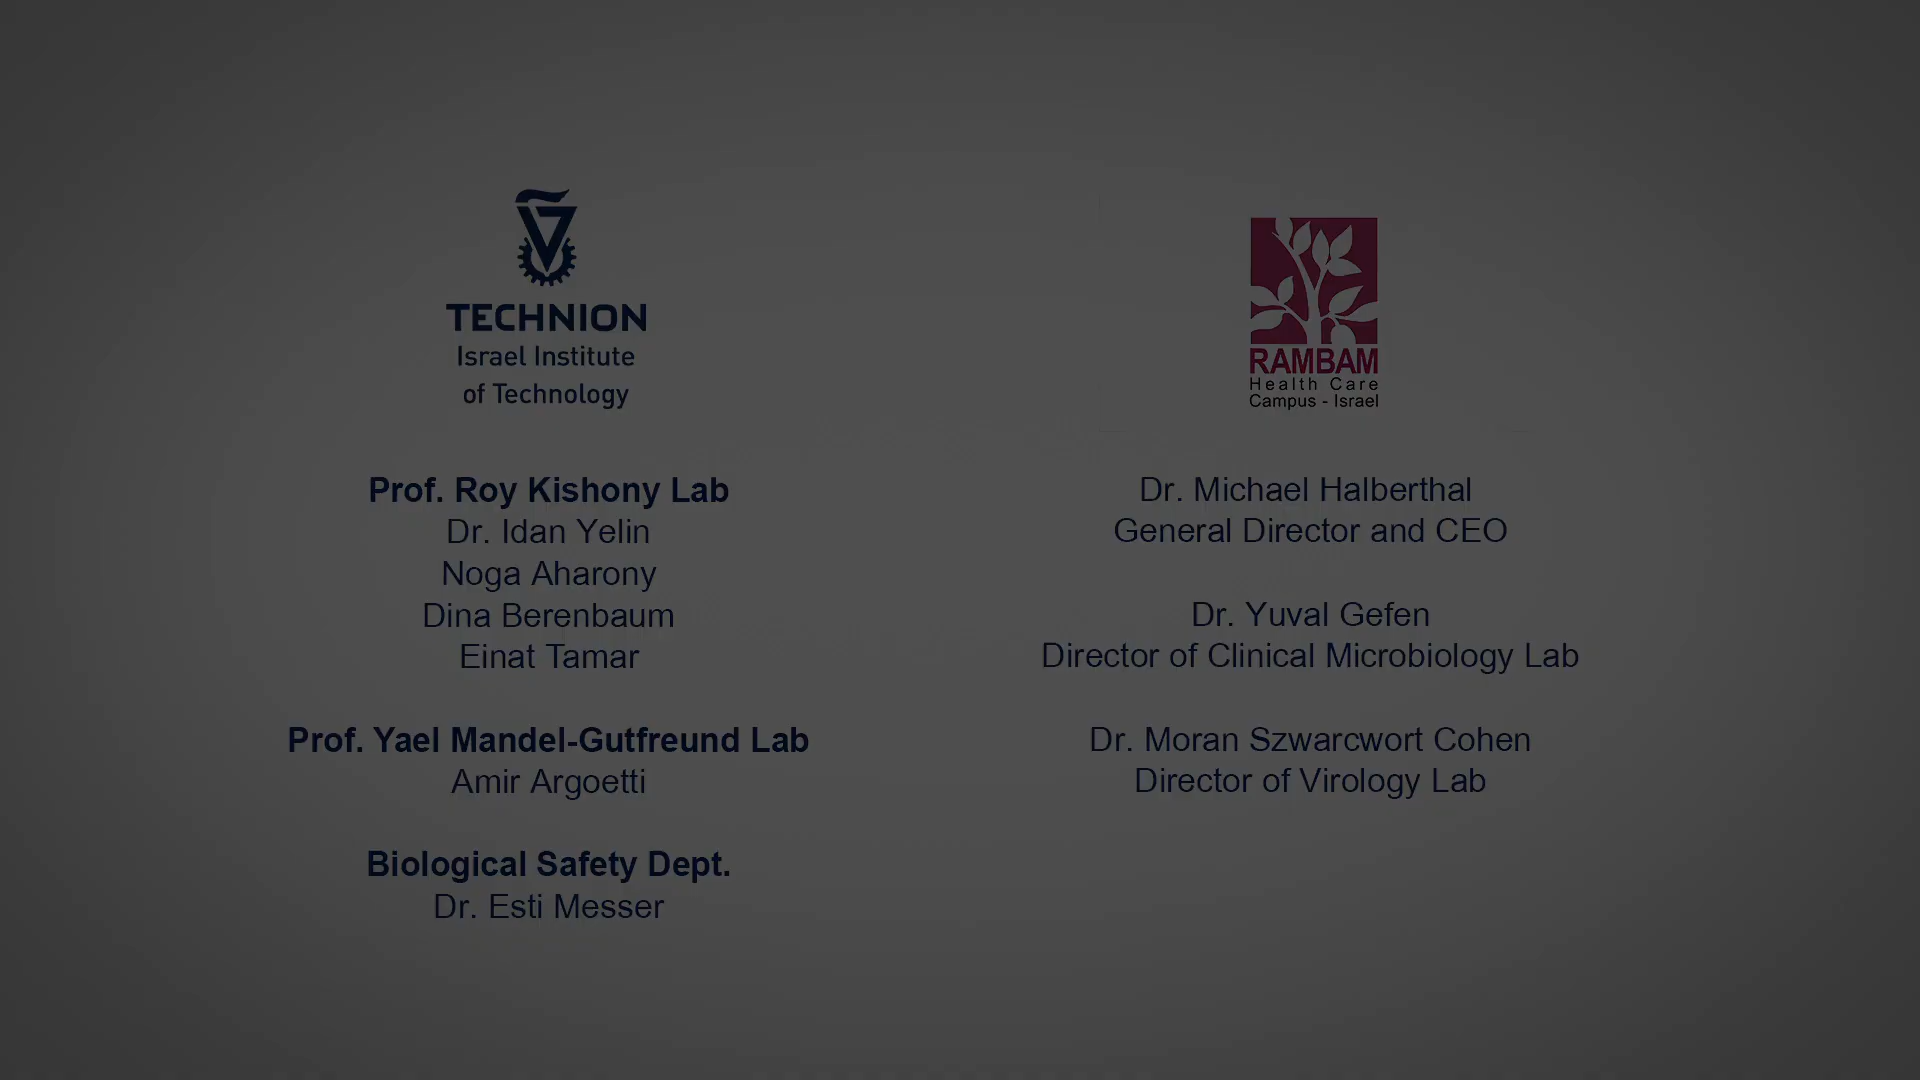 TECHNION
Israel Institute
of Technology
Prof. Roy Kishony Lab
Dr. Idan Yelin
Noga Aharony
Dina Berenbaum
Einat Tamar
Prof. Yael Mandel-Gutfreund Lab
Amir Argoetti
Biological Safety Dept.
Dr. Esti Messer
RAMBAM
Health Care
Campus - Israel
Dr. Michael Halberthal
General Director and CEO
Dr. Yuval Gefen
Director of Clinical Microbiology Lab
Dr. Moran Szwarcwort Cohen
Director of Virology Lab